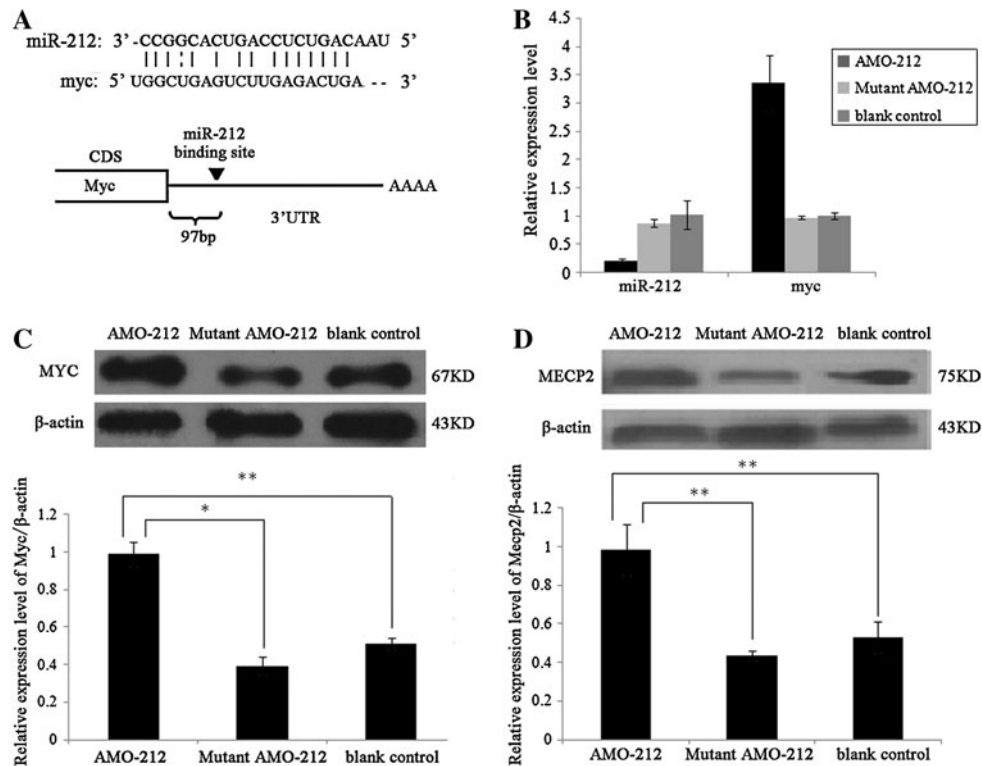 A
miR-212: 3' -CCGGCACUGACCUCUGACAAU 5'
myc: 5' UGGCUGAGUCUUGAGACUGA -- 3'
miR-212
binding site
CDS
Myc
AAAA
97bp
3'UTR
B
Relative expression level
4.5
4
3.5
3
2.5
2
1.5
1
0.5
0
miR-212
myc
AMO-212
Mutant AMO-212
blank control
C
AMO-212 Mutant AMO-212 blank control
MYC
67KD
β-actin
43KD
Relative expression level of Myc/β-actin
1.2
1
0.8
0.6
0.4
0.2
0
**
*
AMO-212 Mutant AMO-212 blank control
D
AMO-212 Mutant AMO-212 blank control
MECP2
75KD
β-actin
43KD
Relative expression level of Mecp2/β-actin
1.2
1
0.8
0.6
0.4
0.2
0
**
**
AMO-212 Mutant AMO-212 blank control